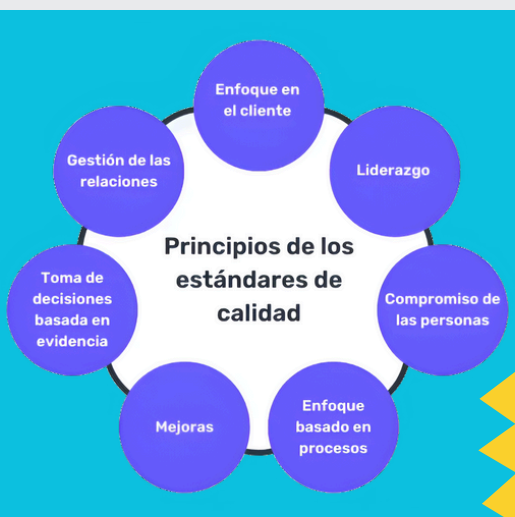 Enfoque en
el cliente
Liderazgo
Compromiso de
las personas
Enfoque
basado en
procesos
Mejoras
Toma de
decisiones
basada en
evidencia
Gestión de las
relaciones
Principios de los
estándares de
calidad